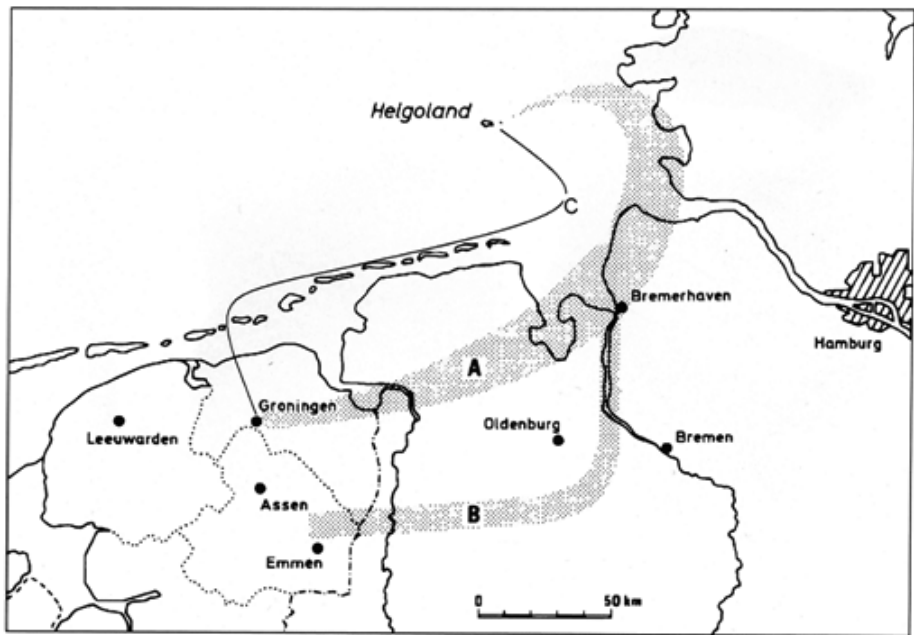 Helgoland
C
Bremerhaven
Hamburg
A
Groningen
Leeuwarden
Oldenburg
Bremen
Assen
B
Emmen
0 50 km